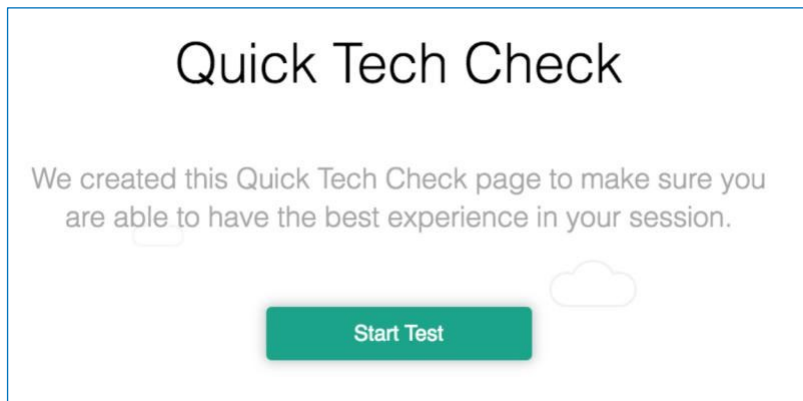 Quick Tech Check
We created this Quick Tech Check page to make sure you
are able to have the best experience in your session.
Start Test